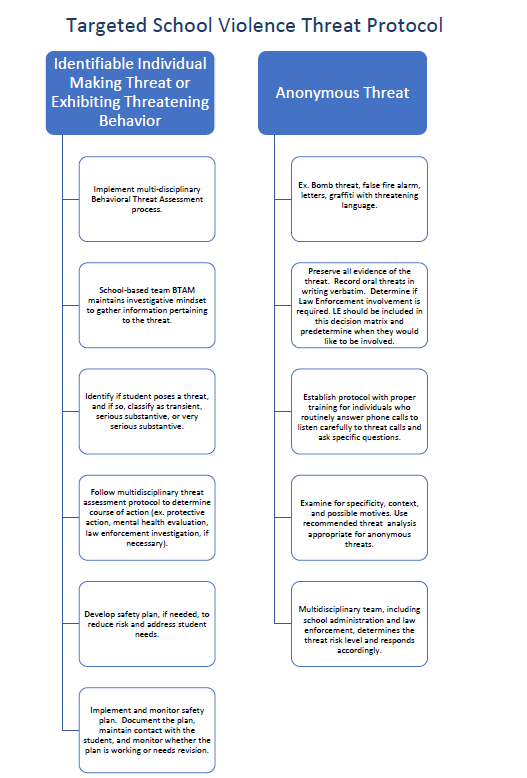 Targeted School Violence Threat Protocol
Identifiable Individual
Making Threat or
Exhibiting Threatening
Behavior
Implement multi-disciplinary
Behavioral Threat Assessment
process.
School-based team BTAM
maintains investigative mindset
to gather information pertaining
to the threat.
Identify if student poses a threat,
and if so, classify as transient,
serious substantive, or very
serious substantive.
Follow multidisciplinary threat
assessment protocol to determine
course of action (ex. protective
action, mental health evaluation,
law enforcement investigation, if
necessary).
Develop safety plan, if needed, to
reduce risk and address student
needs.
Implement and monitor safety
plan. Document the plan,
maintain contact with the
student, and monitor whether the
plan is working or needs revision.
Anonymous Threat
Ex. Bomb threat, false fire alarm,
letters, graffiti with threatening
language.
Preserve all evidence of the
threat. Record oral threats in
writing verbatim. Determine if
Law Enforcement involvement is
required. LE should be included in
this decision matrix and
predetermine when they would
like to be involved.
Establish protocol with proper
training for individuals who
routinely answer phone calls to
listen carefully to threat calls and
ask specific questions.
Examine for specificity, context,
and possible motives. Use
recommended threat analysis
appropriate for anonymous
threats.
Multidisciplinary team, including
school administration and law
enforcement, determines the
threat risk level and responds
accordingly.